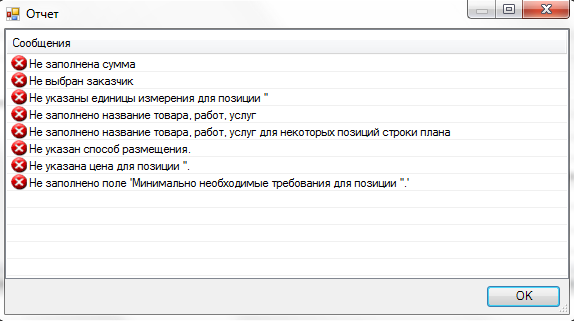 Отчет
Сообщения
Не заполнена сумма
Не выбран заказчик
Не указаны единицы измерения для позиции ''
Не заполнено название товара, работ, услуг
Не заполнено название товара, работ, услуг для некоторых позиций строки плана
Не указан способ размещения.
Не указана цена для позиции ''.
Не заполнено поле 'Минимально необходимые требования для позиции ''.'
OK